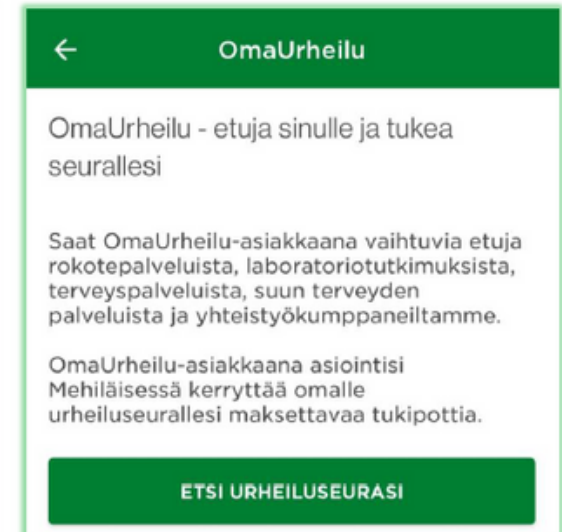 OmaUrheilu
OmaUrheilu - etuja sinulle ja tukea
seurallesi
Saat OmaUrheilu-asiakkaana vaihtuvia etuja
rokotepalveluista, laboratoriotutkimuksista,
terveyspalveluista, suun terveyden
palveluista ja yhteistyökumppaneiltamme.
OmaUrheilu-asiakkaana asiointisi
Mehiläisessä kerryttää omalle
urheiluseurallesi maksettavaa tukipottia.
ETSI URHEILUSEURASI